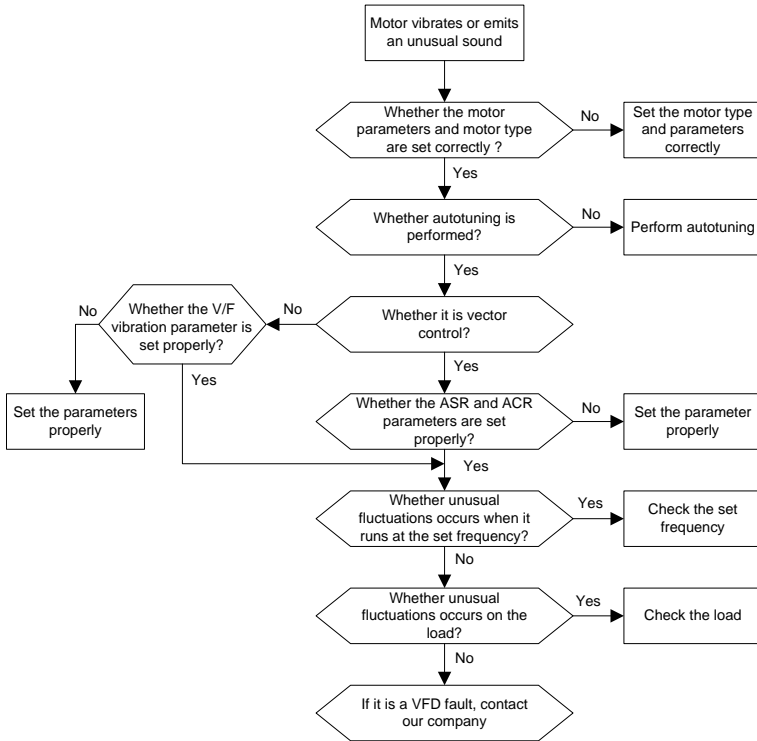 Motor vibrates or emits
an unusual sound
Whether the motor
parameters and motor type
are set correctly ?
No
Set the motor type
and parameters
correctly
Yes
Whether autotuning is
performed?
No
Perform autotuning
Yes
Whether it is vector
control?
No
Whether the V/F
vibration parameter is
set properly?
No
Set the parameters
properly
Yes
Yes
Whether the ASR and ACR
parameters are set
properly?
No
Set the parameter
properly
Yes
Whether unusual
fluctuations occurs when it
runs at the set frequency?
Yes
Check the set
frequency
No
Whether unusual
fluctuations occurs on the
load?
Yes
Check the load
No
If it is a VFD fault, contact
our company